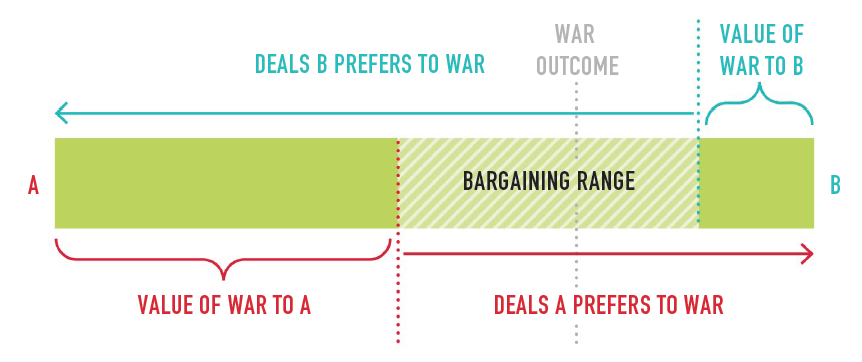 WAR
OUTCOME
VALUE OF
WAR TO B
DEALS B PREFERS TO WAR
A
BARGAINING RANGE
B
VALUE OF WAR TO A
DEALS A PREFERS TO WAR